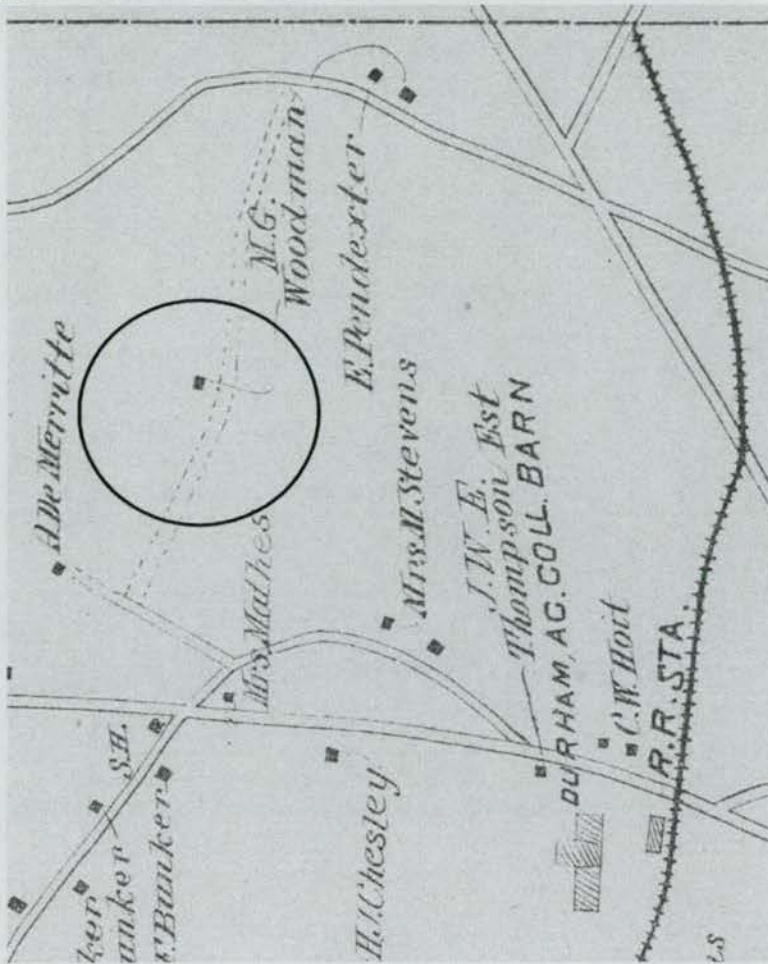 M.G.
Woodman
E. Pendexter
A. De Merritte
Mrs. M. Stevens
J. W. E.
Thompson Est
DURHAM, AG. COLL. BARN
Mrs. Mathes
C. W. Hoit
R.R. STA.
S.H.
H. J. Chesley
Bunker